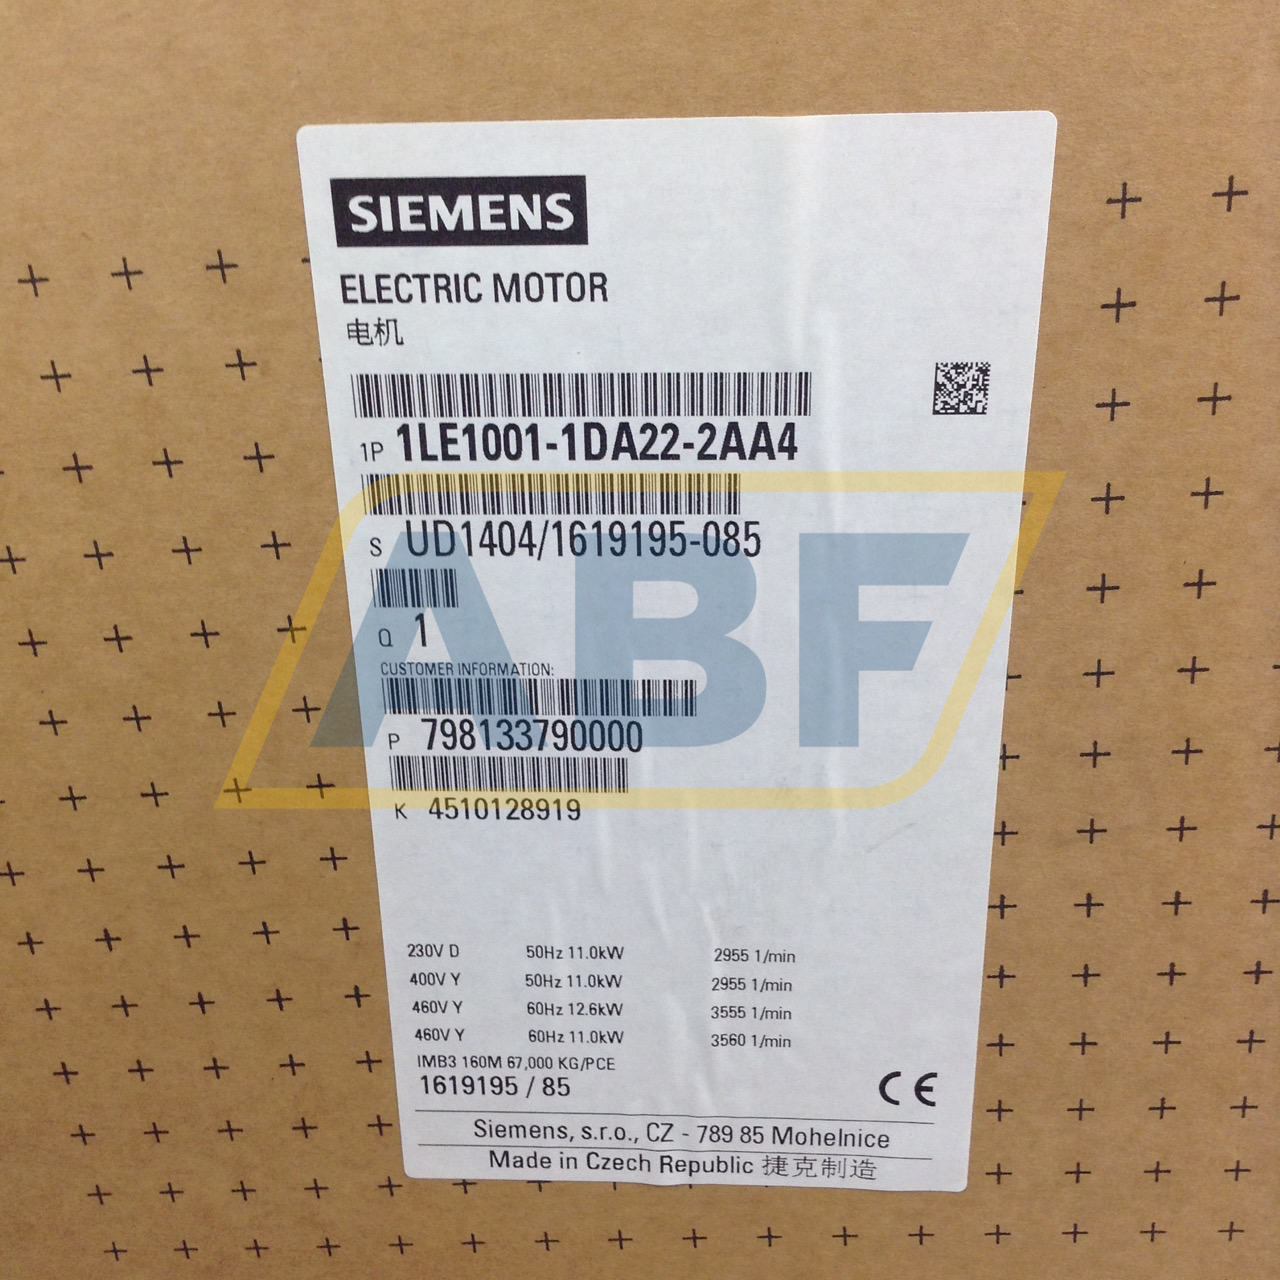 SIEMENS
ELECTRIC MOTOR
电机
1P 1LE1001-1DA22-2AA4
S UD1404/1619195-085
Q 1
CUSTOMER INFORMATION:
P 798133790000
K 4510128919
ABF
230V D 50Hz 11.0kW 2955 1/min
400V Y 50Hz 11.0kW 2955 1/min
460V Y 60Hz 12.6kW 3555 1/min
460V Y 60Hz 11.0kW 3560 1/min
IMB3 160M 67,000 KG/PCE
1619195 / 85
CE
Siemens, s.r.o., CZ - 789 85 Mohelnice
Made in Czech Republic 捷克制造